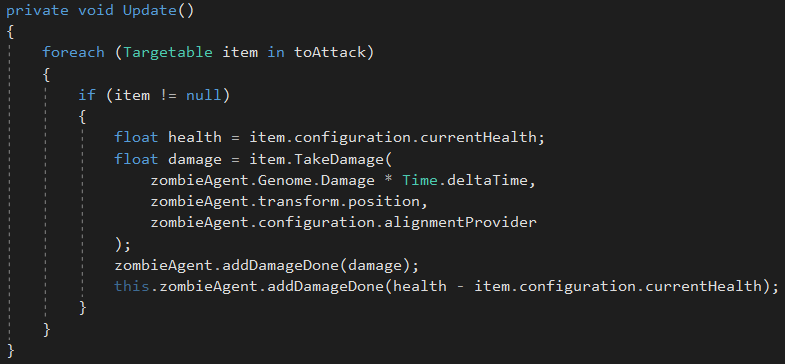 private void Update()
{
    foreach (Targetable item in toAttack)
    {
        if (item != null)
        {
            float health = item.configuration.currentHealth;
            float damage = item.TakeDamage(
                zombieAgent.Genome.Damage * Time.deltaTime,
                zombieAgent.transform.position,
                zombieAgent.configuration.alignmentProvider
            );
            zombieAgent.addDamageDone(damage);
            this.zombieAgent.addDamageDone(health - item.configuration.currentHealth);
        }
    }
}